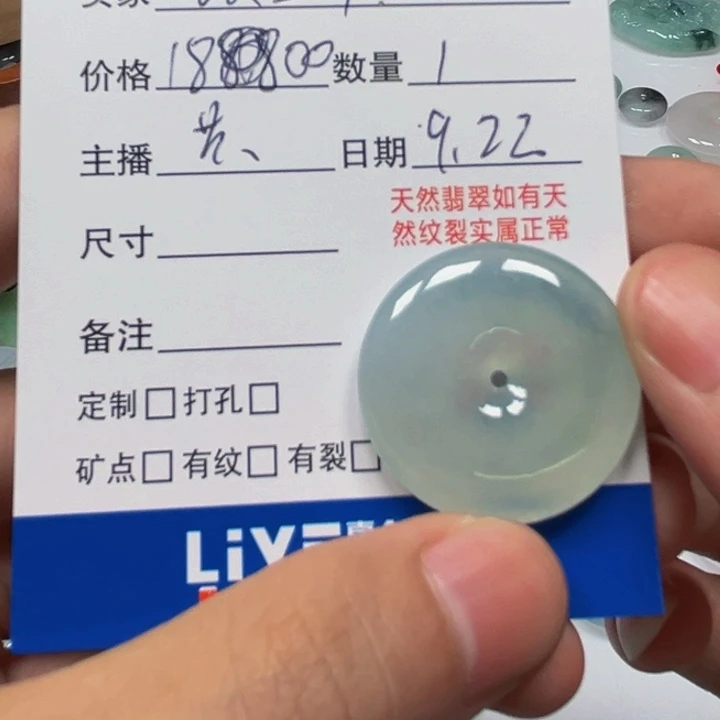 价格 数量 1
主播 日期 9.22
天然翡翠如有天
然纹裂实属正常
尺寸
备注
定制□打孔□
矿点□有纹□有裂□